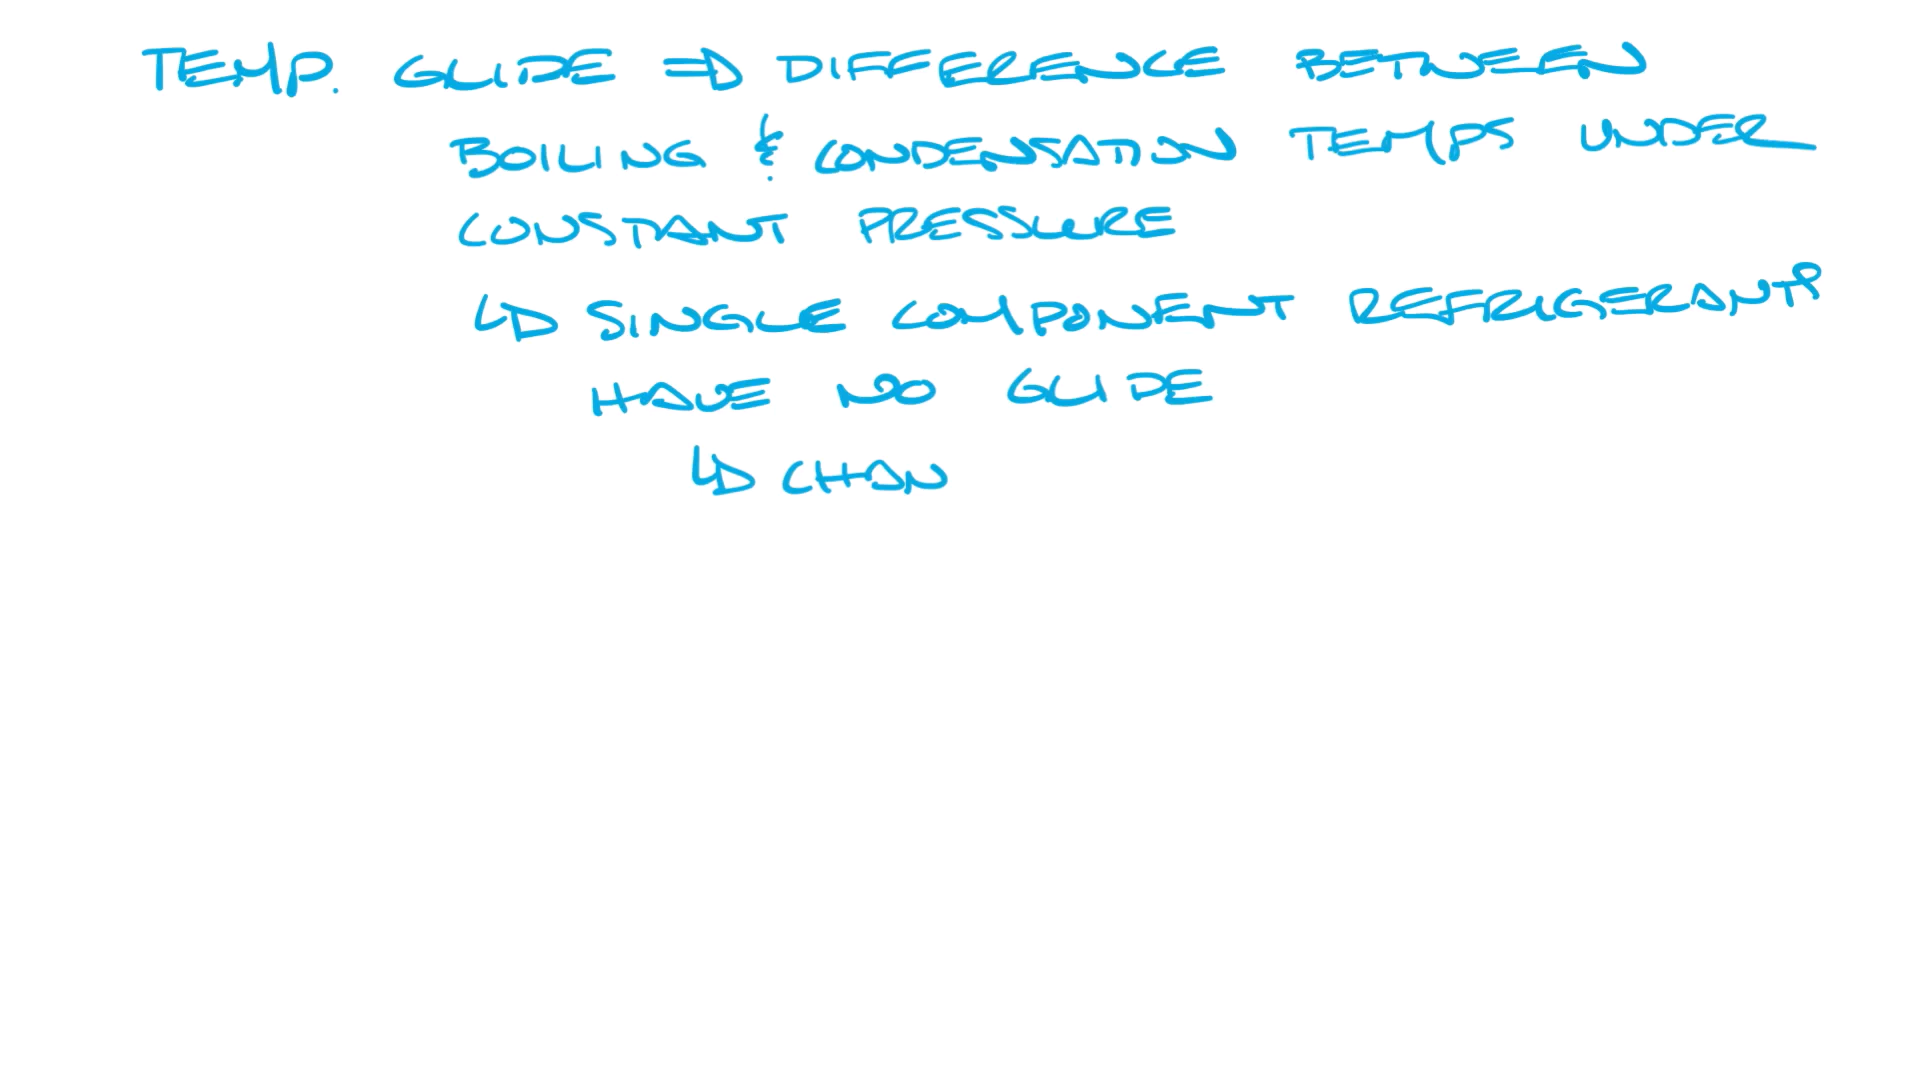 TEMP. GLIDE ⇒ DIFFERENCE BETWEEN
BOILING & CONDENSATION TEMPS UNDER
CONSTANT PRESSURE
↳ SINGLE COMPONENT REFRIGERANTS
HAVE NO GLIDE
↳ CHAN